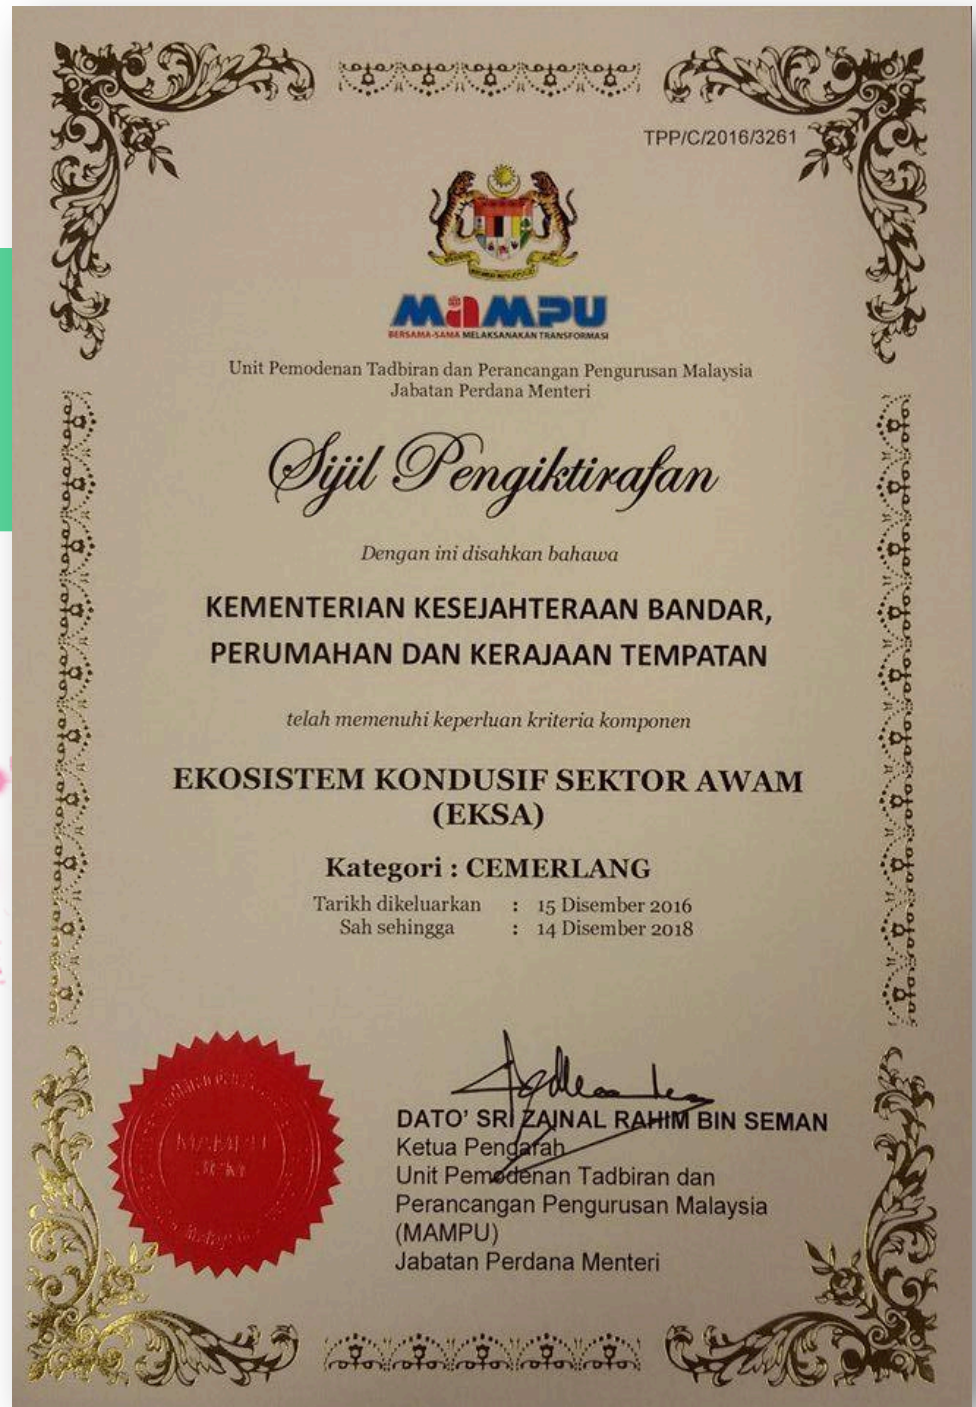 TPP/C/2016/3261
MAMPU
BERSAMA-SAMA MELAKSANAKAN TRANSFORMASI
Unit Pemodenan Tadbiran dan Perancangan Pengurusan Malaysia
Jabatan Perdana Menteri
Sijil Pengiktirafan
Dengan ini disahkan bahawa
KEMENTERIAN KESEJAHTERAAN BANDAR,
PERUMAHAN DAN KERAJAAN TEMPATAN
telah memenuhi keperluan kriteria komponen
EKOSISTEM KONDUSIF SEKTOR AWAM
(EKSA)
Kategori : CEMERLANG
Tarikh dikeluarkan : 15 Disember 2016
Sah sehingga : 14 Disember 2018
DATO' SRI ZAINAL RAHIM BIN SEMAN
Ketua Pengarah
Unit Pemodenan Tadbiran dan
Perancangan Pengurusan Malaysia
(MAMPU)
Jabatan Perdana Menteri
MAMPU
JPM
Malaysia